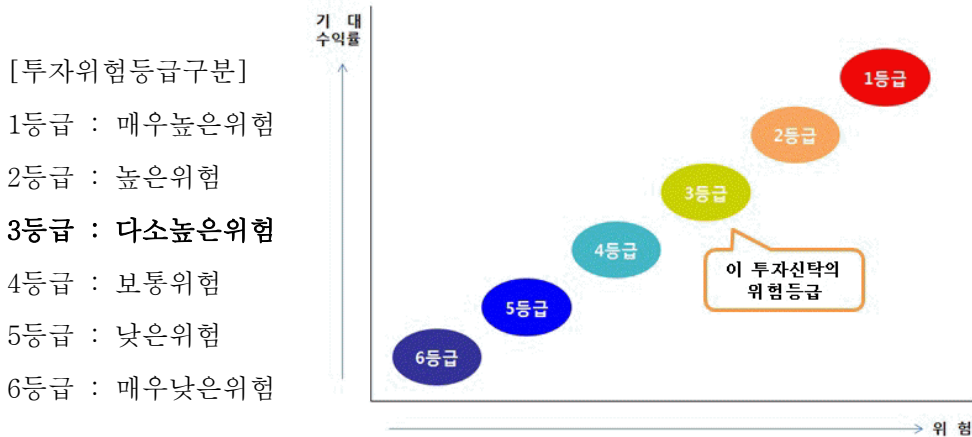 [투자위험등급구분]
1등급 : 매우높은위험
2등급 : 높은위험
3등급 : 다소높은위험
4등급 : 보통위험
5등급 : 낮은위험
6등급 : 매우낮은위험
기 대
수익률
1등급
2등급
3등급
4등급
5등급
6등급
이 투자신탁의
위험등급
위 험